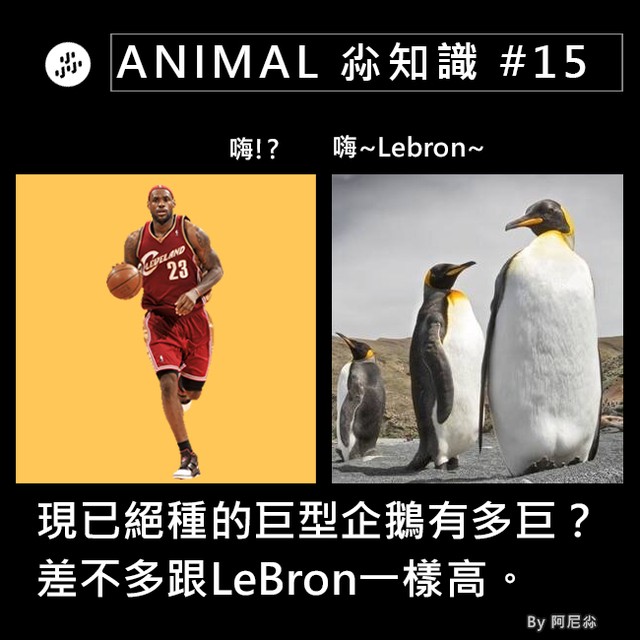 ANIMAL 尛知識 #15
嗨!?
嗨~Lebron~
CLEVELAND
23
現已絕種的巨型企鵝有多巨？
差不多跟LeBron一樣高。
By 阿尼尛